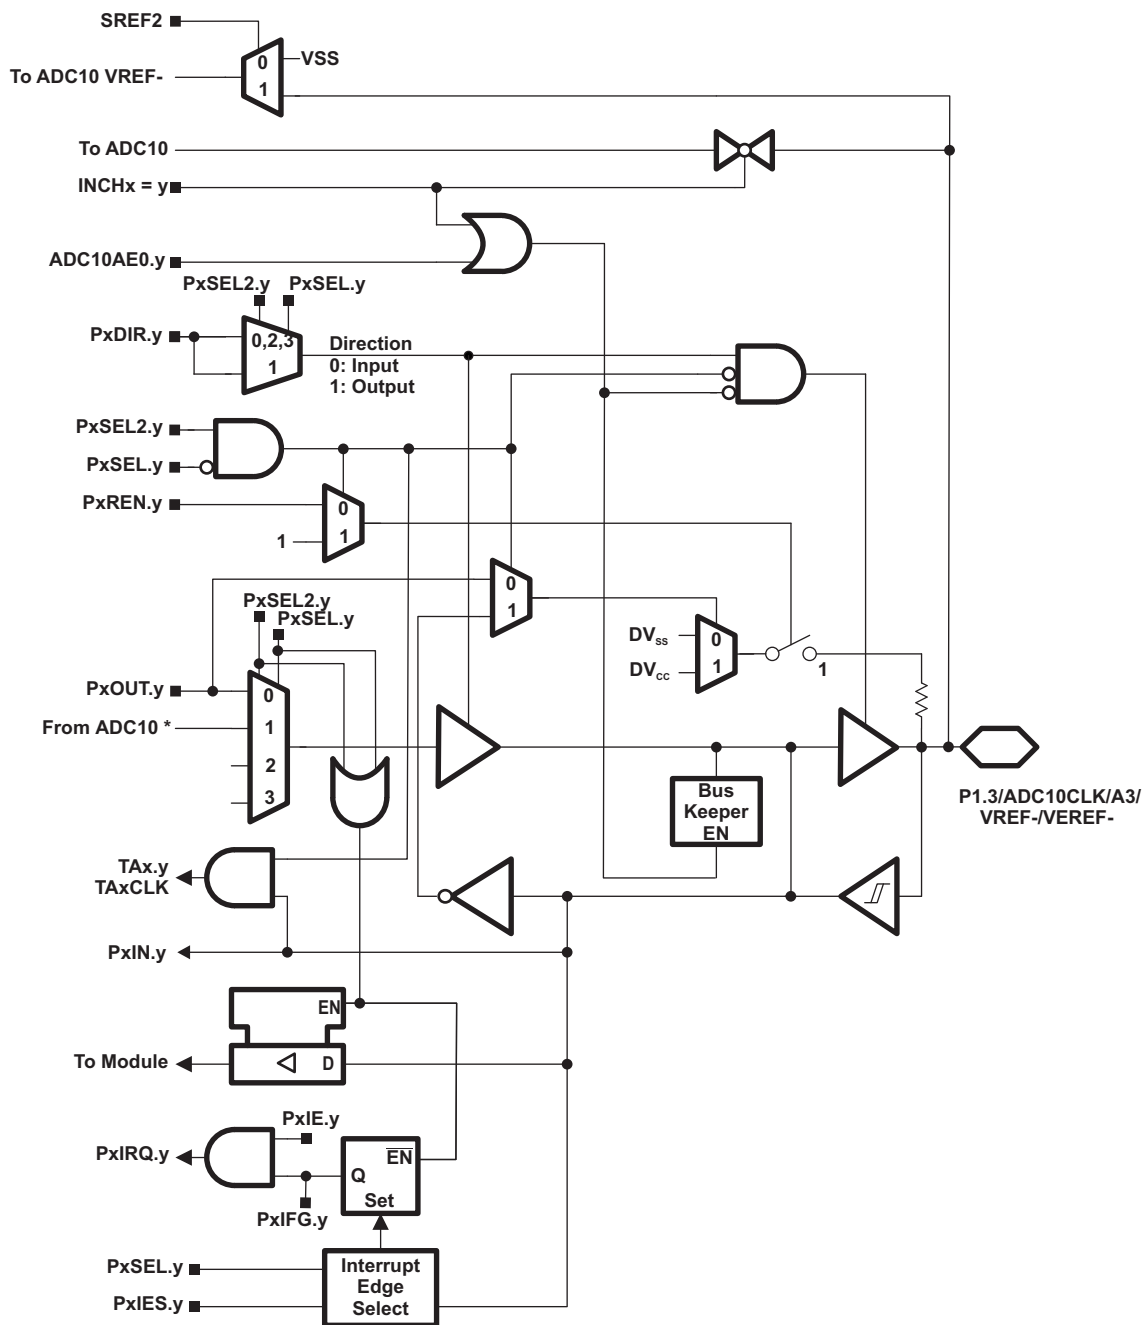 SREF2
0
VSS
To ADC10 VREF-
1
To ADC10
INCHx = y
ADC10AE0.y
PxSEL2.y
PxSEL.y
PxDIR.y
0,2,3
1
Direction
0: Input
1: Output
PxSEL2.y
PxSEL.y
PxREN.y
0
1
1
0
1
PxSEL2.y
PxSEL.y
DVSS
0
DVCC
1
1
PxOUT.y
0
From ADC10 *
1
2
3
Bus
Keeper
EN
P1.3/ADC10CLK/A3/
VREF-/VEREF-
TAx.y
TAxCLK
PxIN.y
EN
To Module
D
PxIE.y
PxIRQ.y
EN
Q
Set
PxIFG.y
PxSEL.y
PxIES.y
Interrupt
Edge
Select